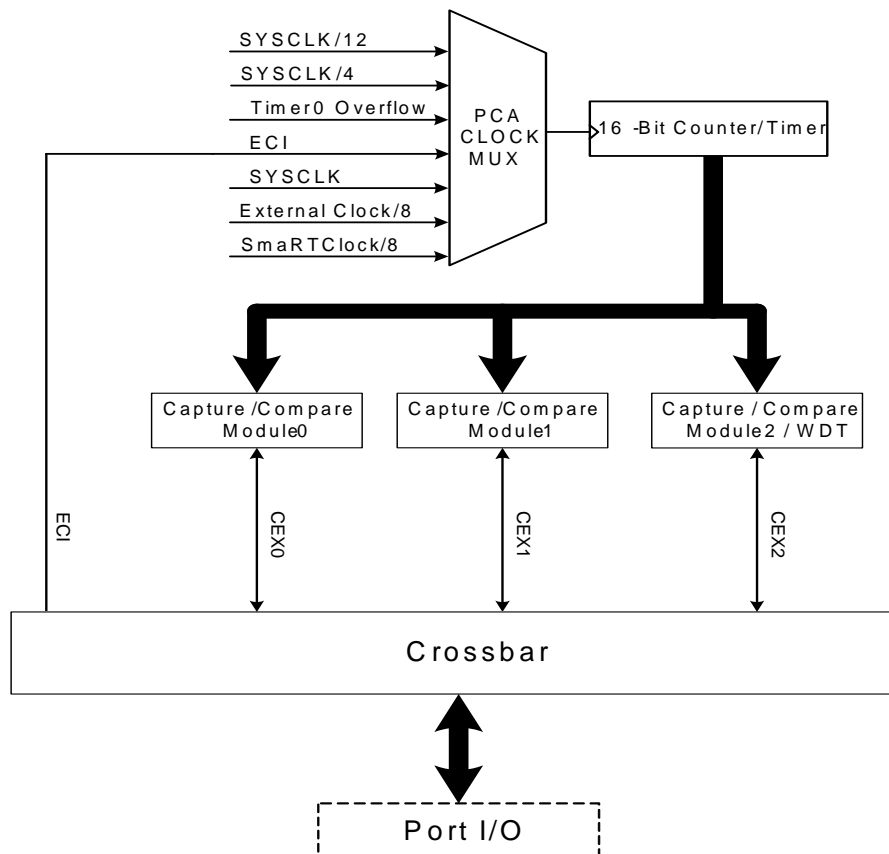 SYSCLK/12
SYSCLK/4
Timer0 Overflow
ECI
SYSCLK
External Clock/8
SmaRTClock/8
PCA
CLOCK
MUX
16 -Bit Counter/Timer
Capture /Compare
Module0
Capture /Compare
Module1
Capture / Compare
Module2 / WDT
ECI
CEX0
CEX1
CEX2
Crossbar
Port I/O